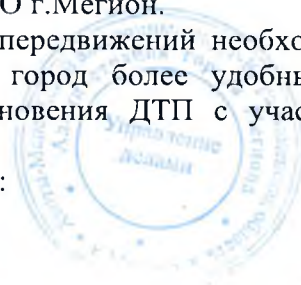 О г.Мегион.
передвижений необхо
город более удобны
новения ДТП с учас
:
Управление
делами